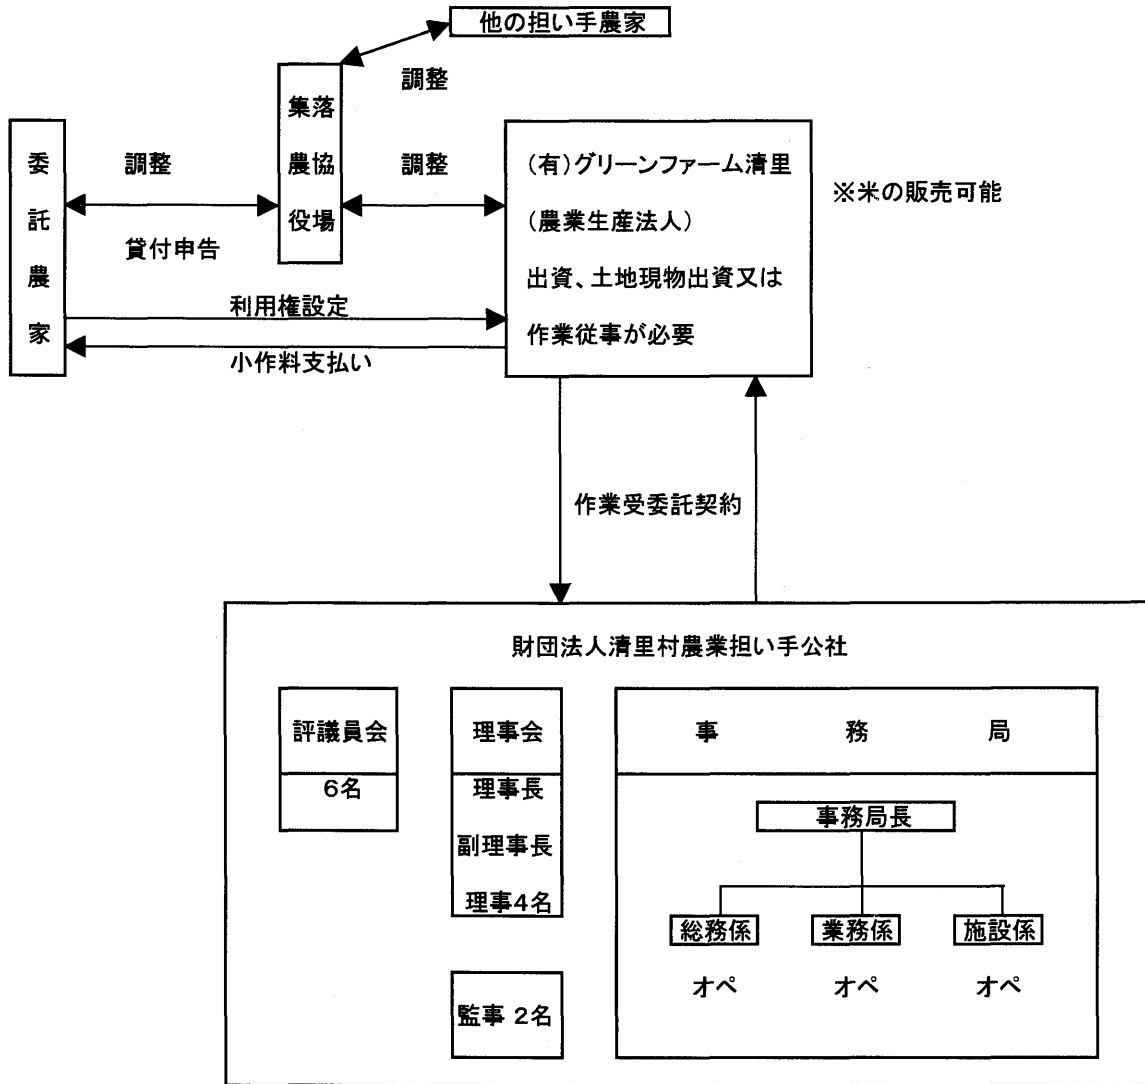 他の担い手農家
調整
集落
農協
役場
委託農家
調整
調整
貸付申告
利用権設定
小作料支払い
(有)グリーンファーム清里
(農業生産法人)
出資、土地現物出資又は
作業従事が必要
※米の販売可能
作業受委託契約
財団法人清里村農業担い手公社
評議員会
6名
理事会
理事長
副理事長
理事4名
監事 2名
事務局
事務局長
総務係 業務係 施設係
オペ オペ オペ